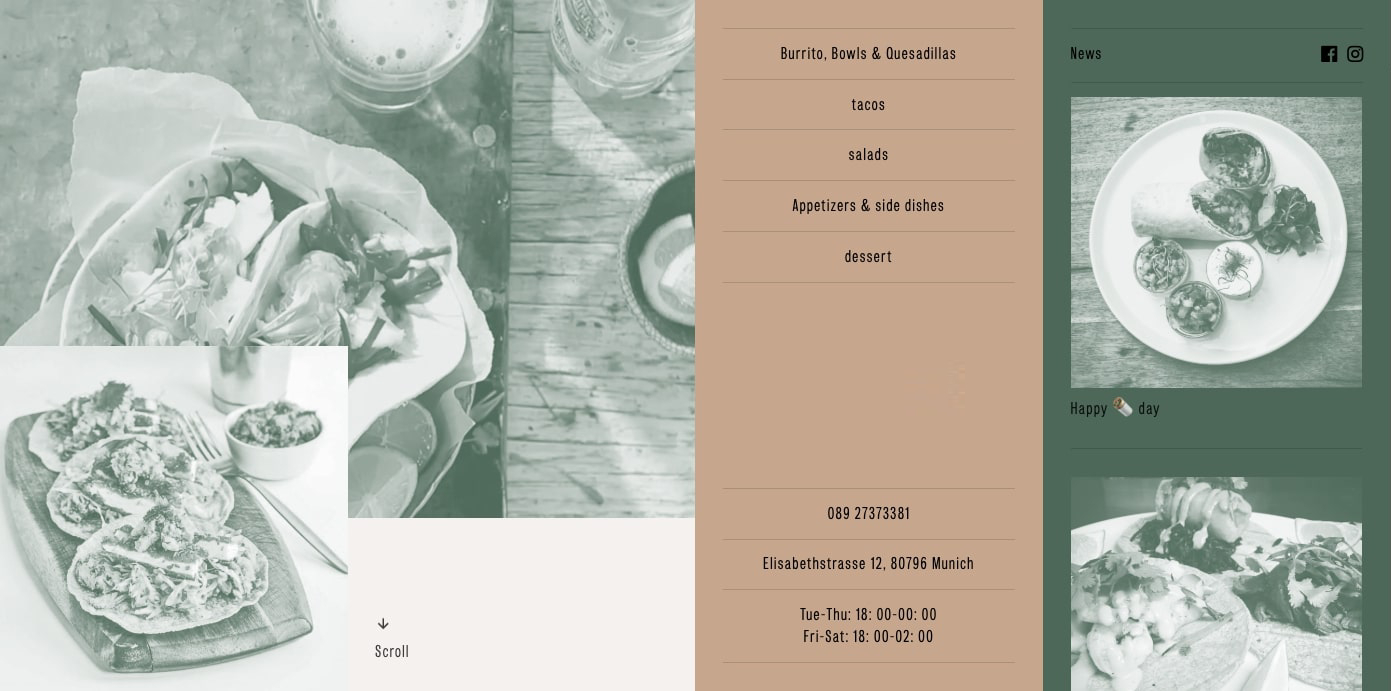 Burrito, Bowls & Quesadillas
tacos
salads
Appetizers & side dishes
dessert
089 27373381
Elisabethstrasse 12, 80796 Munich
Tue-Thu: 18: 00-00: 00
Fri-Sat: 18: 00-02: 00
Scroll
News
Happy 🌯 day